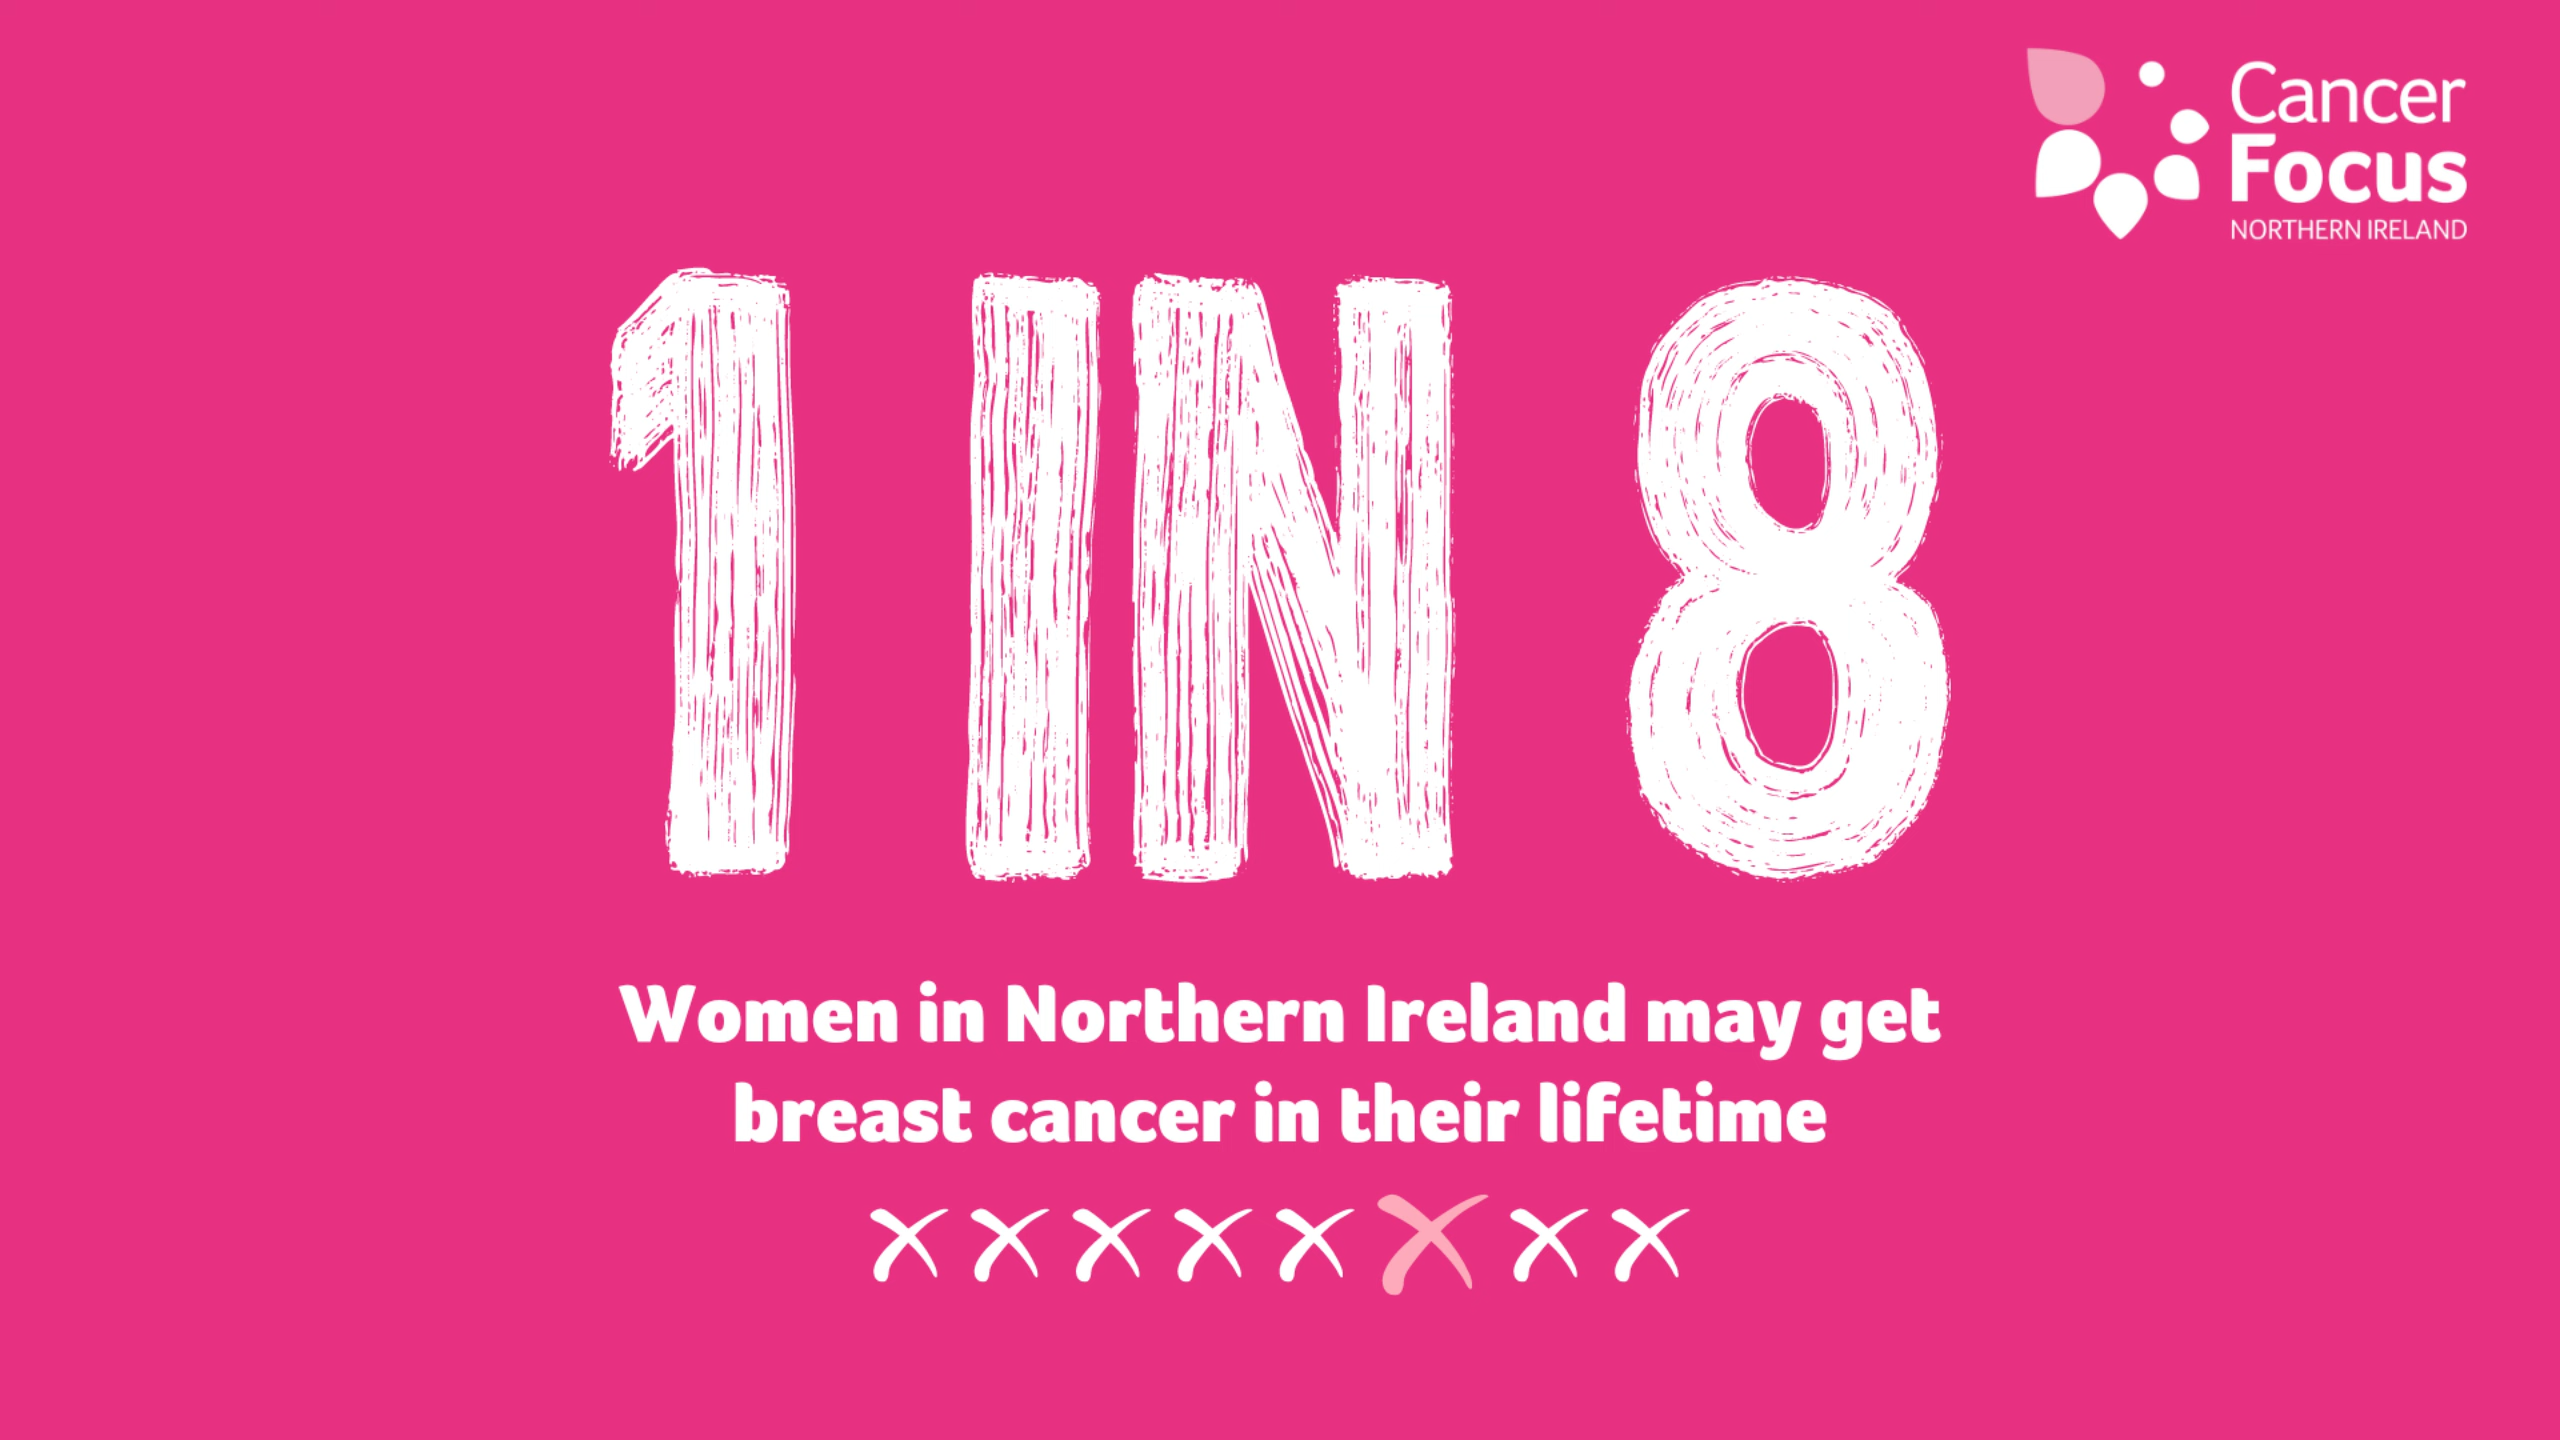 Cancer
Focus
NORTHERN IRELAND
1 IN 8
Women in Northern Ireland may get
breast cancer in their lifetime